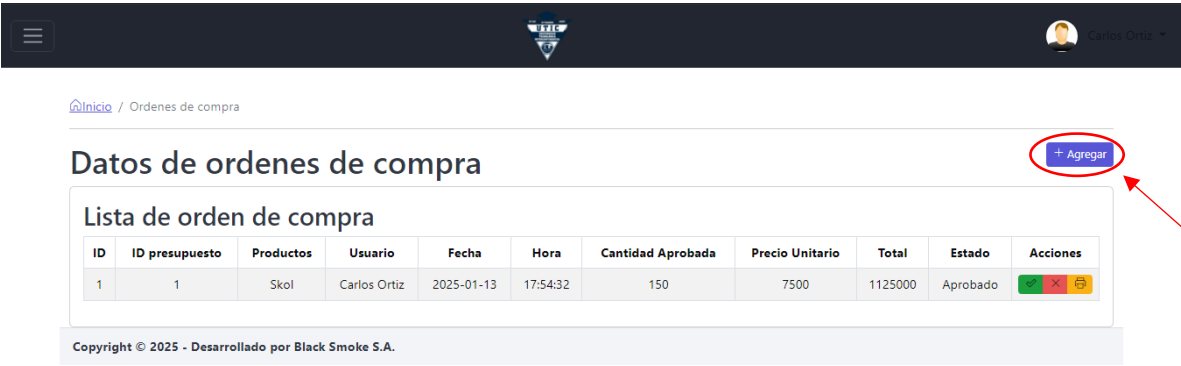 UTIC
Carlos Ortiz
Inicio / Ordenes de compra
Datos de ordenes de compra
+ Agregar
Lista de orden de compra
ID ID presupuesto Productos Usuario Fecha Hora Cantidad Aprobada Precio Unitario Total Estado Acciones
1 1 Skol Carlos Ortiz 2025-01-13 17:54:32 150 7500 1125000 Aprobado
Copyright © 2025 - Desarrollado por Black Smoke S.A.